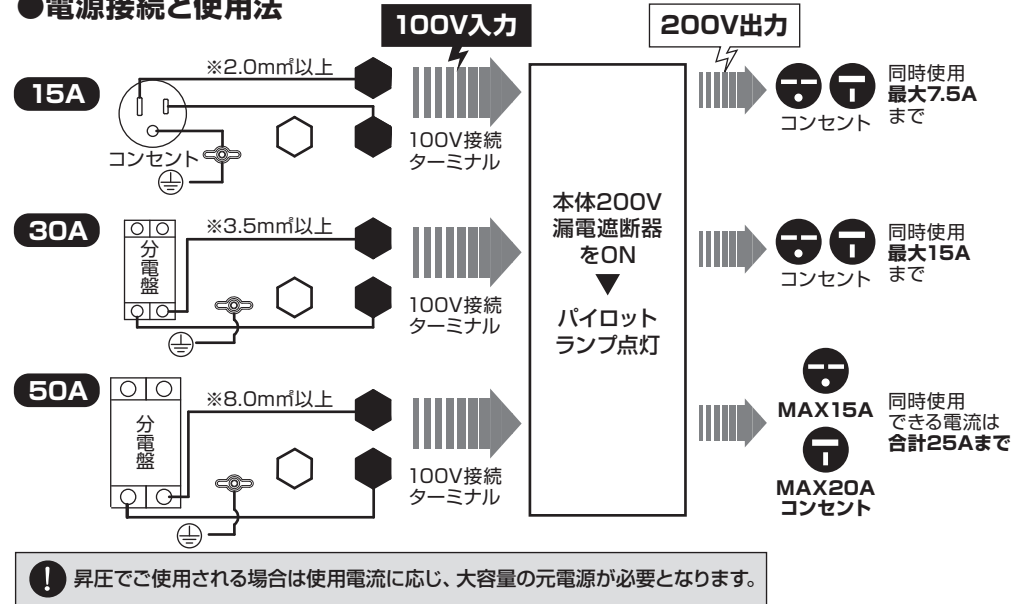 ●電源接続と使用法
100V入力
200V出力
15A
※2.0m㎡以上
コンセント
100V接続
ターミナル
コンセント
同時使用
最大7.5A
まで
30A
分電盤
※3.5m㎡以上
100V接続
ターミナル
コンセント
同時使用
最大15A
まで
50A
分電盤
※8.0m㎡以上
100V接続
ターミナル
本体200V
漏電遮断器
をON
▼
パイロット
ランプ点灯
MAX15A
MAX20A
コンセント
同時使用
できる電流は
合計25Aまで
! 昇圧でご使用される場合は使用電流に応じ、大容量の元電源が必要となります。